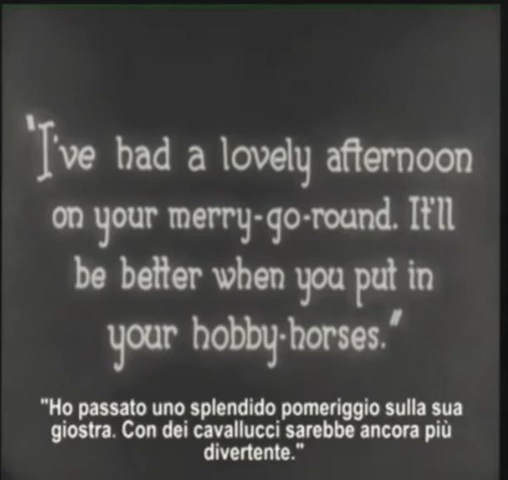 "I've had a lovely afternoon
on your merry-go-round. It'll
be better when you put in
your hobby-horses."
"Ho passato uno splendido pomeriggio sulla sua
giostra. Con dei cavallucci sarebbe ancora più
divertente."